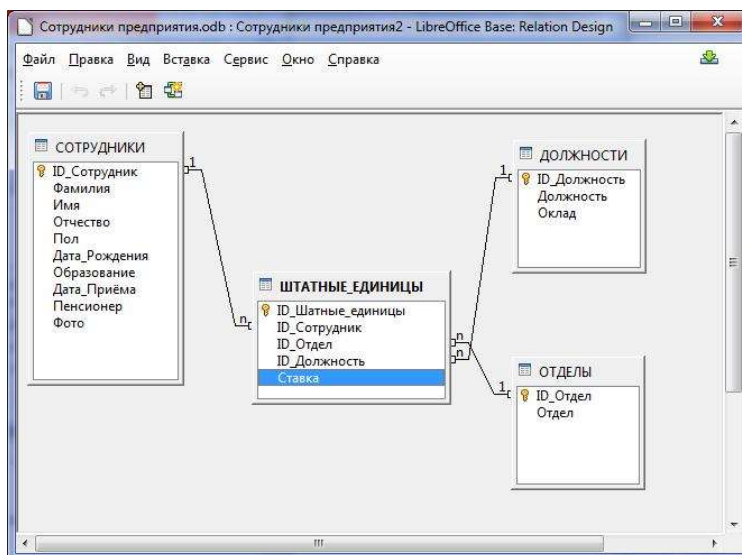 Сотрудники предприятия.odb : Сотрудники предприятия2 - LibreOffice Base: Relation Design
Файл Правка Вид Вставка Сервис Окно Справка
СОТРУДНИКИ
ID_Сотрудник
Фамилия
Имя
Отчество
Пол
Дата_Рождения
Образование
Дата_Приёма
Пенсионер
Фото
1
n
ШТАТНЫЕ_ЕДИНИЦЫ
ID_Штатные_единицы
ID_Сотрудник
ID_Отдел
ID_Должность
Ставка
n
n
1
ДОЛЖНОСТИ
ID_Должность
Должность
Оклад
1
ОТДЕЛЫ
ID_Отдел
Отдел